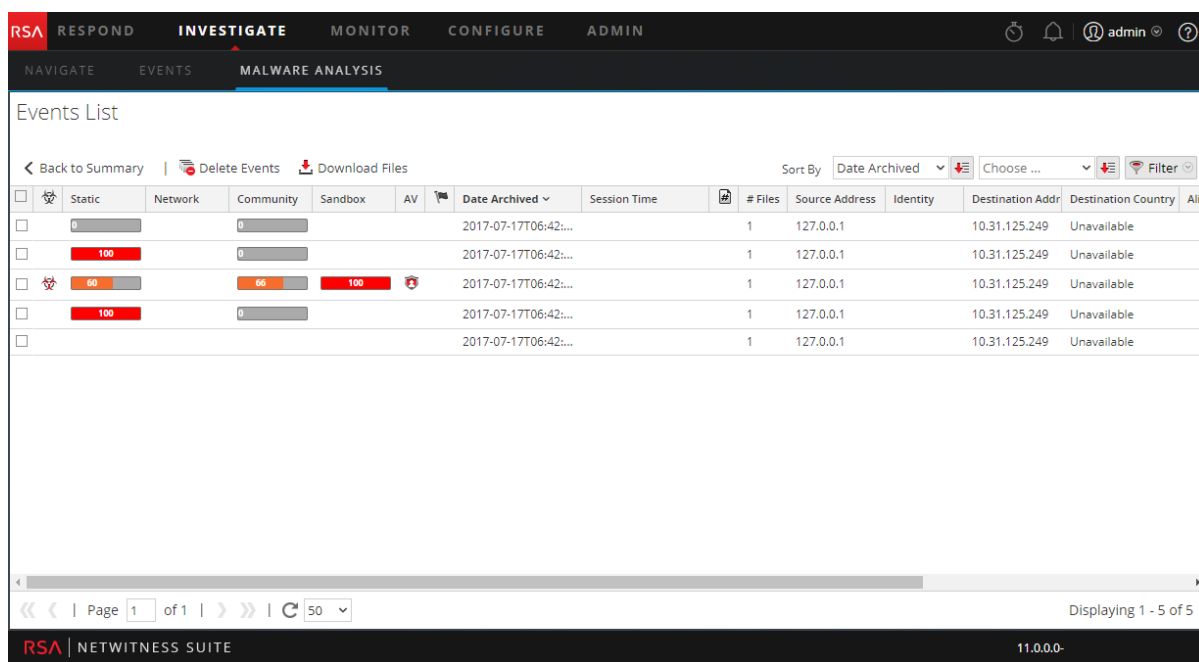 RSA RESPOND INVESTIGATE MONITOR CONFIGURE ADMIN admin ?
NAVIGATE EVENTS MALWARE ANALYSIS
Events List
Back to Summary | Delete Events Download Files Sort By Date Archived Choose ... Filter
Static Network Community Sandbox AV Date Archived Session Time # # Files Source Address Identity Destination Addr Destination Country Ali
0 0 2017-07-17T06:42:... 1 127.0.0.1 10.31.125.249 Unavailable
100 0 2017-07-17T06:42:... 1 127.0.0.1 10.31.125.249 Unavailable
60 66 100 2017-07-17T06:42:... 1 127.0.0.1 10.31.125.249 Unavailable
100 0 2017-07-17T06:42:... 1 127.0.0.1 10.31.125.249 Unavailable
2017-07-17T06:42:... 1 127.0.0.1 10.31.125.249 Unavailable
| Page 1 of 1 | | 50 Displaying 1 - 5 of 5
RSA | NETWITNESS SUITE 11.0.0.0-